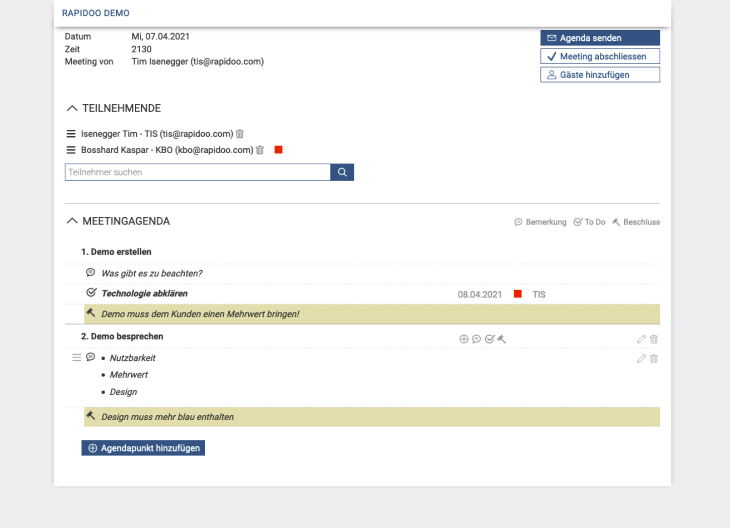 RAPIDOO DEMO
Datum Mi, 07.04.2021
Zeit 2130
Meeting von Tim Isenegger (tis@rapidoo.com)
Agenda senden
Meeting abschliessen
Gäste hinzufügen
TEILNEHMENDE
Isenegger Tim - TIS (tis@rapidoo.com)
Bosshard Kaspar - KBO (kbo@rapidoo.com)
Teilnehmer suchen
MEETINGAGENDA
Bemerkung To Do Beschluss
1. Demo erstellen
Was gibt es zu beachten?
Technologie abklären 08.04.2021 TIS
Demo muss dem Kunden einen Mehrwert bringen!
2. Demo besprechen
• Nutzbarkeit
• Mehrwert
• Design
Design muss mehr blau enthalten
Agendapunkt hinzufügen